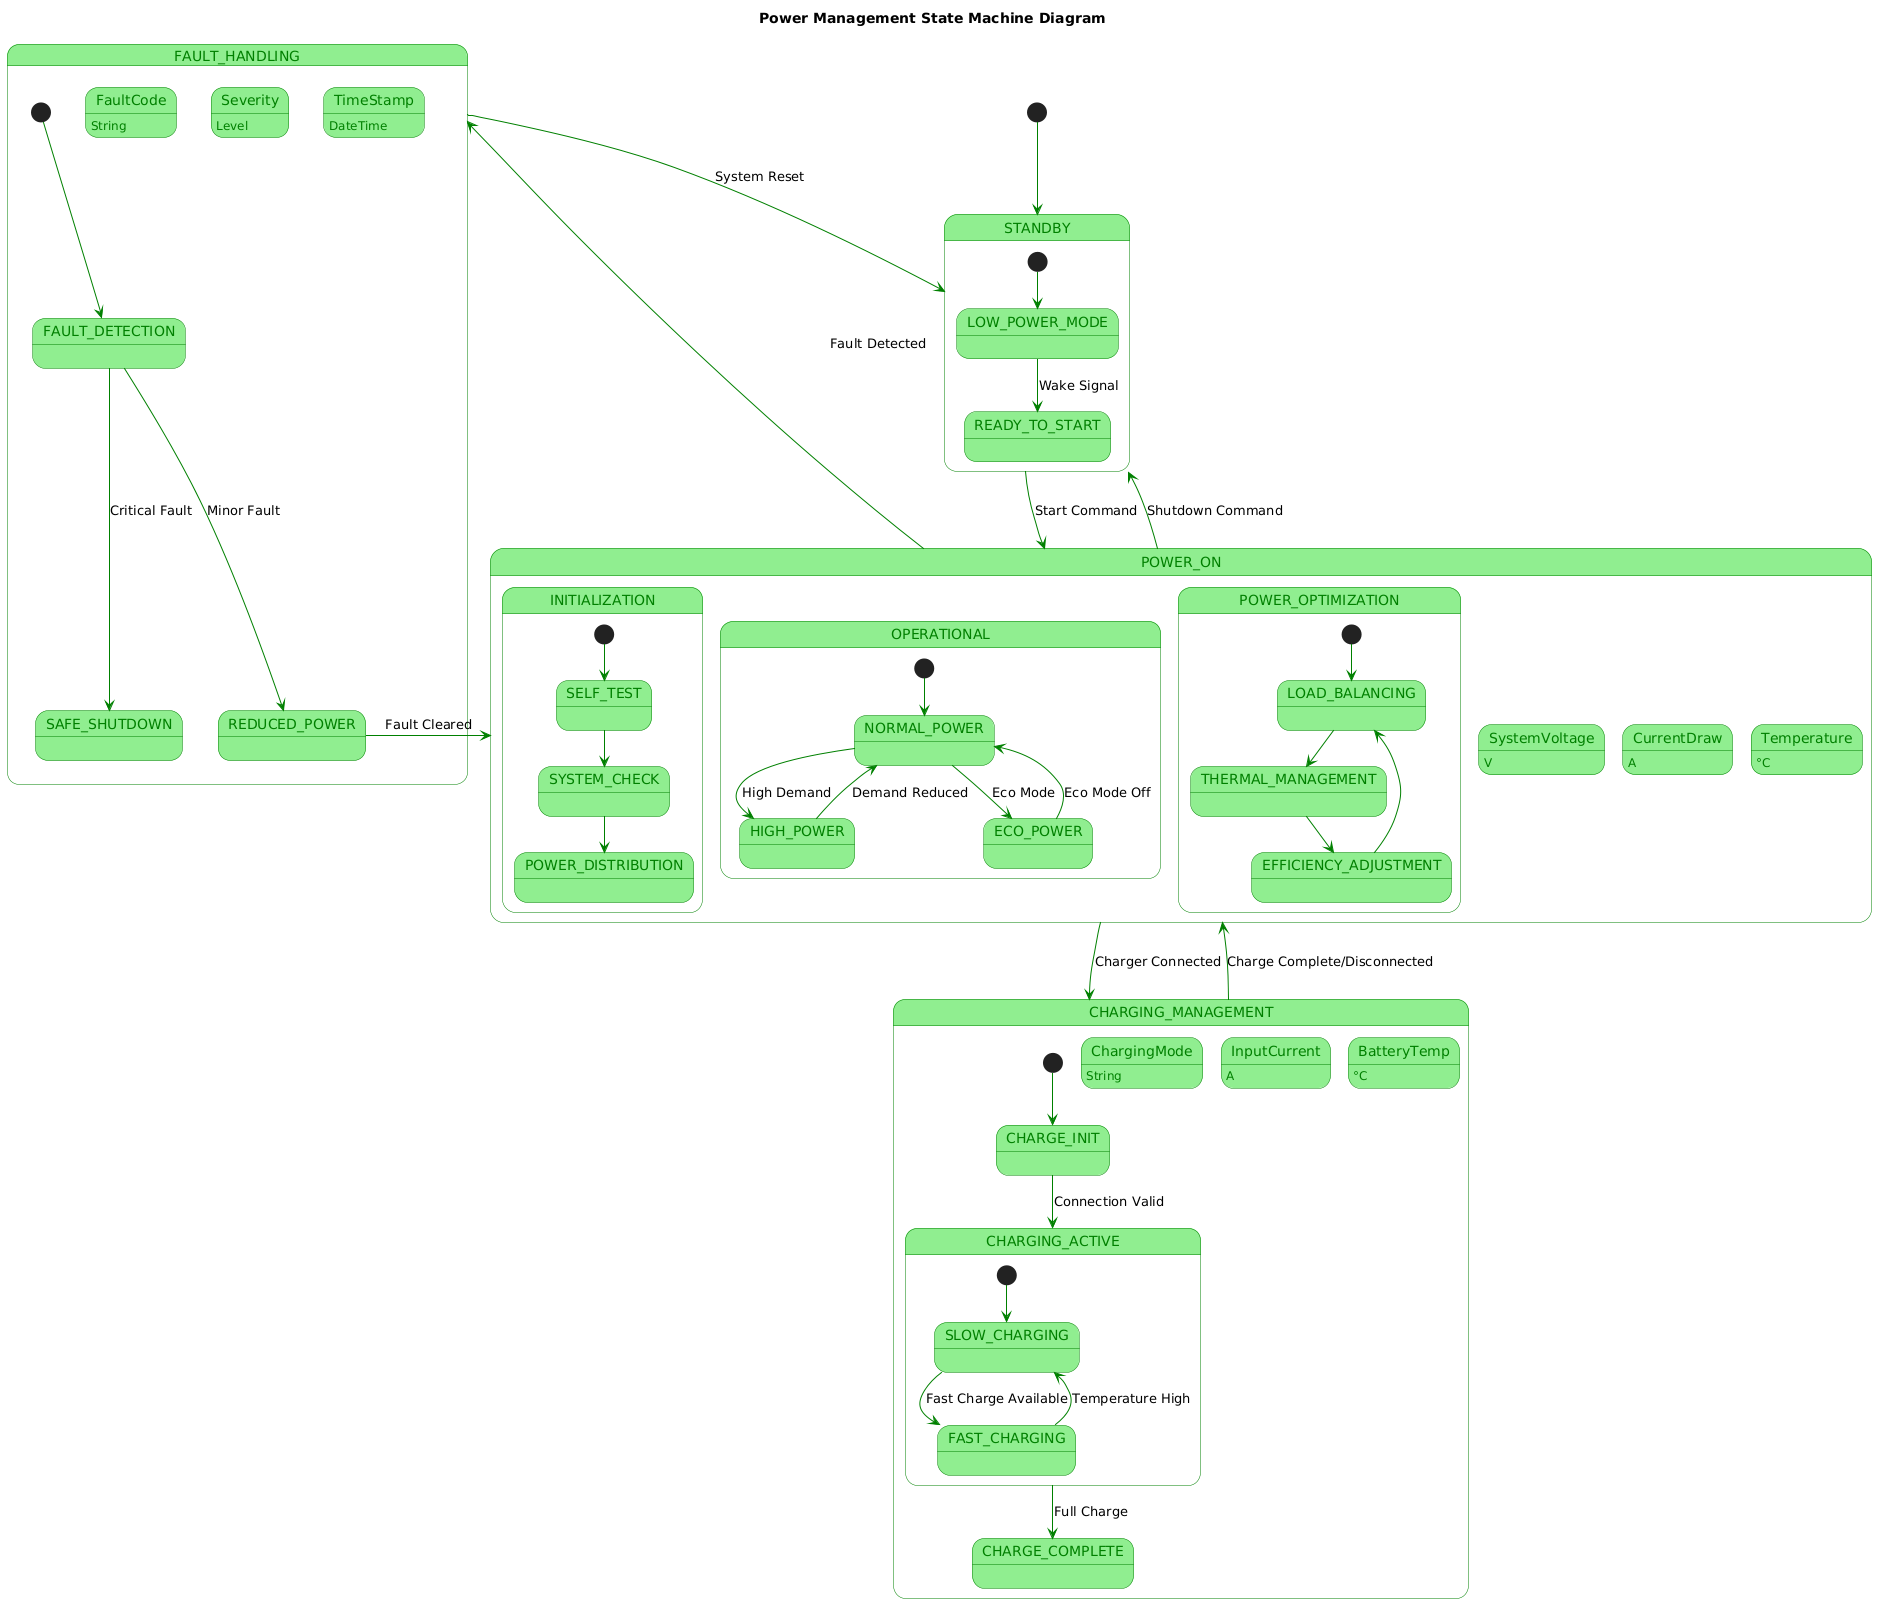 Power Management State Machine Diagram
FAULT_HANDLING
FaultCode
String
Severity
Level
TimeStamp
DateTime
FAULT_DETECTION
Critical Fault
Minor Fault
SAFE_SHUTDOWN
REDUCED_POWER
Fault Cleared
System Reset
Fault Detected
STANDBY
LOW_POWER_MODE
Wake Signal
READY_TO_START
Start Command
Shutdown Command
POWER_ON
INITIALIZATION
SELF_TEST
SYSTEM_CHECK
POWER_DISTRIBUTION
OPERATIONAL
NORMAL_POWER
High Demand
Demand Reduced
Eco Mode
Eco Mode Off
HIGH_POWER
ECO_POWER
POWER_OPTIMIZATION
LOAD_BALANCING
THERMAL_MANAGEMENT
EFFICIENCY_ADJUSTMENT
SystemVoltage
V
CurrentDraw
A
Temperature
°C
Charger Connected
Charge Complete/Disconnected
CHARGING_MANAGEMENT
ChargingMode
String
InputCurrent
A
BatteryTemp
°C
CHARGE_INIT
Connection Valid
CHARGING_ACTIVE
SLOW_CHARGING
Fast Charge Available
Temperature High
FAST_CHARGING
Full Charge
CHARGE_COMPLETE